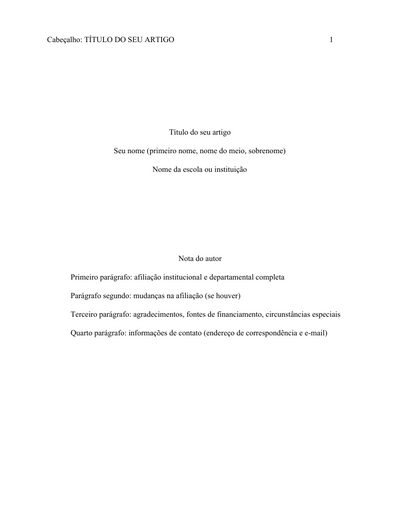 Cabeçalho: TÍTULO DO SEU ARTIGO 1
Título do seu artigo
Seu nome (primeiro nome, nome do meio, sobrenome)
Nome da escola ou instituição
Nota do autor
Primeiro parágrafo: afiliação institucional e departamental completa
Parágrafo segundo: mudanças na afiliação (se houver)
Terceiro parágrafo: agradecimentos, fontes de financiamento, circunstâncias especiais
Quarto parágrafo: informações de contato (endereço de correspondência e e-mail)